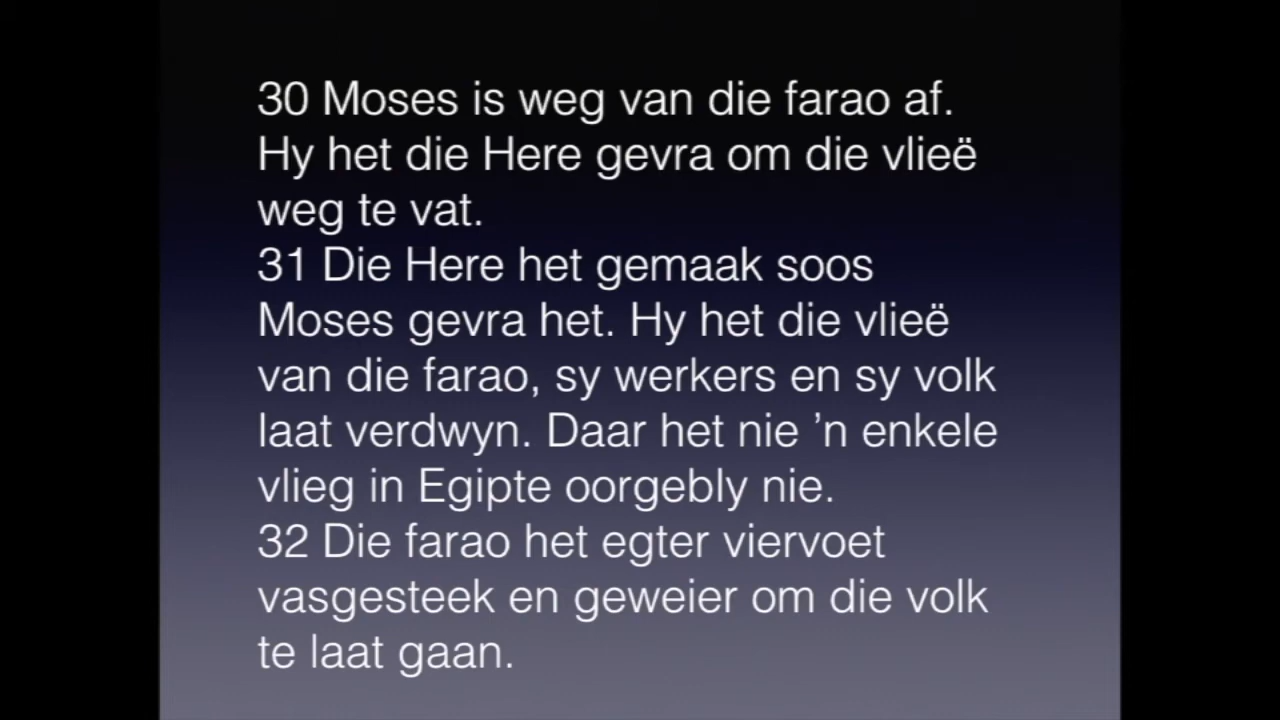 30 Moses is weg van die farao af.
Hy het die Here gevra om die vlieë
weg te vat.
31 Die Here het gemaak soos
Moses gevra het. Hy het die vlieë
van die farao, sy werkers en sy volk
laat verdwyn. Daar het nie ’n enkele
vlieg in Egipte oorgebly nie.
32 Die farao het egter viervoet
vasgesteek en geweier om die volk
te laat gaan.